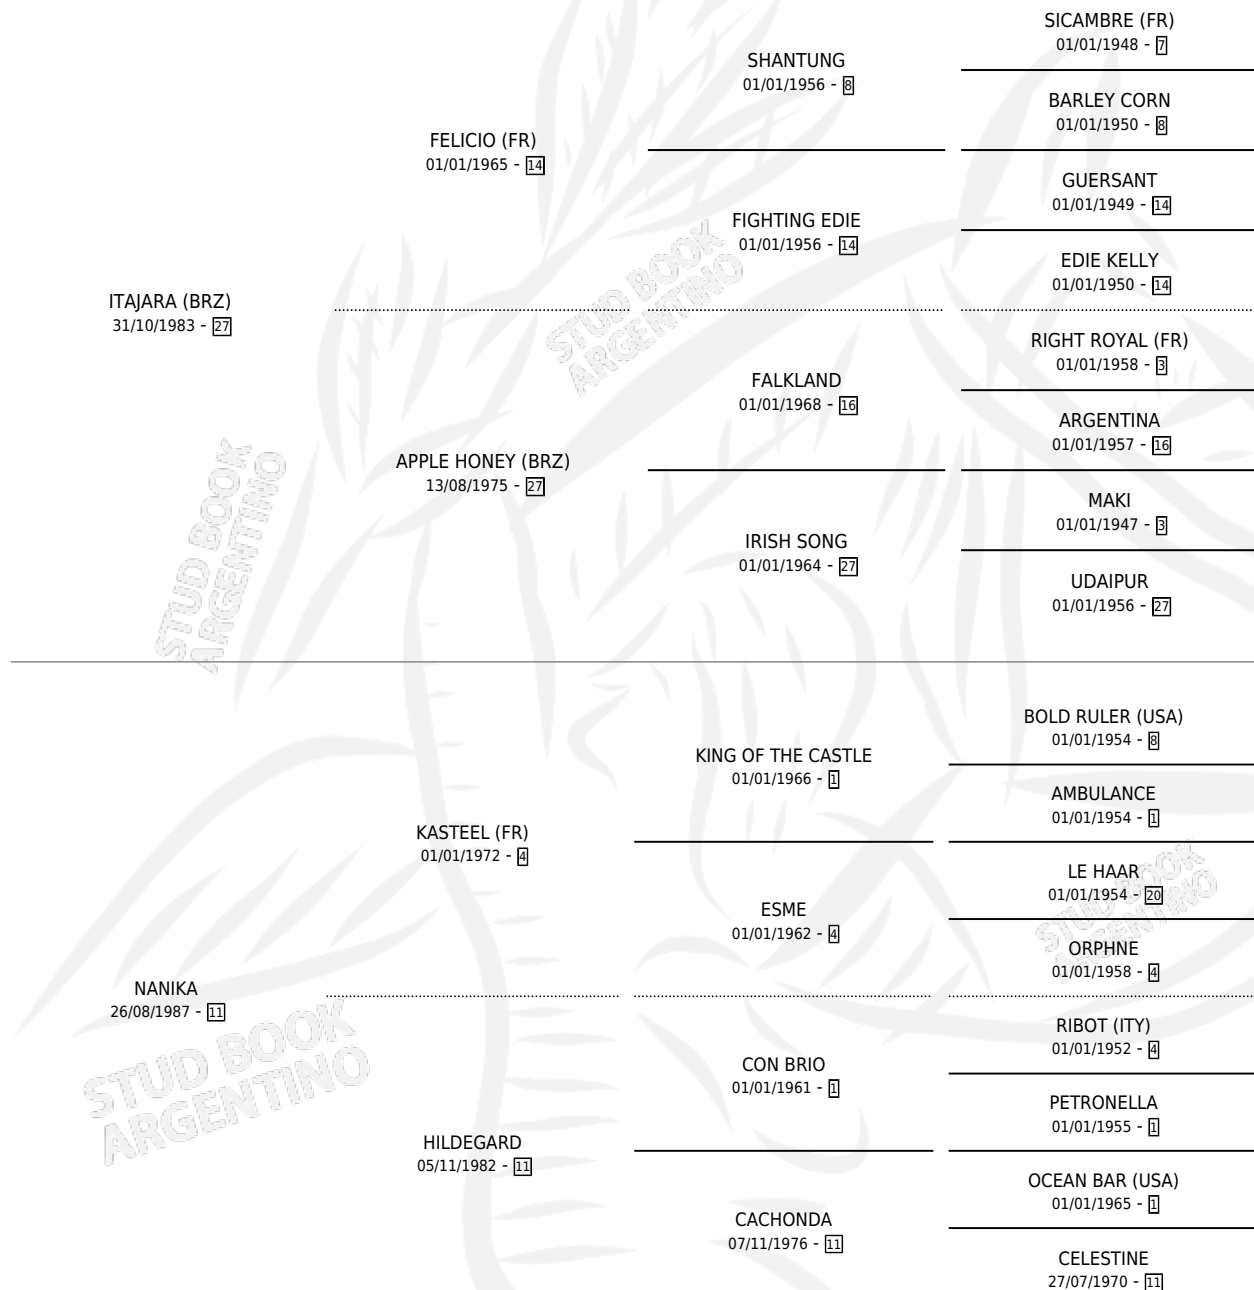 SICAMBRE (FR)
01/01/1948 - 7
SHANTUNG
01/01/1956 - 8
BARLEY CORN
01/01/1950 - 8
FELICIO (FR)
01/01/1965 - 14
GUERSANT
01/01/1949 - 14
FIGHTING EDIE
01/01/1956 - 14
EDIE KELLY
01/01/1950 - 14
ITAJARA (BRZ)
31/10/1983 - 27
RIGHT ROYAL (FR)
01/01/1958 - 3
FALKLAND
01/01/1968 - 16
ARGENTINA
01/01/1957 - 16
APPLE HONEY (BRZ)
13/08/1975 - 27
MAKI
01/01/1947 - 3
IRISH SONG
01/01/1964 - 27
UDAIPUR
01/01/1956 - 27
BOLD RULER (USA)
01/01/1954 - 8
KING OF THE CASTLE
01/01/1966 - 1
AMBULANCE
01/01/1954 - 1
KASTEEL (FR)
01/01/1972 - 4
LE HAAR
01/01/1954 - 20
ESME
01/01/1962 - 4
ORPHNE
01/01/1958 - 4
NANIKA
26/08/1987 - 11
RIBOT (ITY)
01/01/1952 - 4
CON BRIO
01/01/1961 - 1
PETRONELLA
01/01/1955 - 1
HILDEGARD
05/11/1982 - 11
OCEAN BAR (USA)
01/01/1965 - 1
CACHONDA
07/11/1976 - 11
CELESTINE
27/07/1970 - 11
STUD BOOK
ARGENTINO
STUD BOOK
ARGENTINO
STUD BOOK
ARGENTINO
STUD BOOK
ARGENTINO